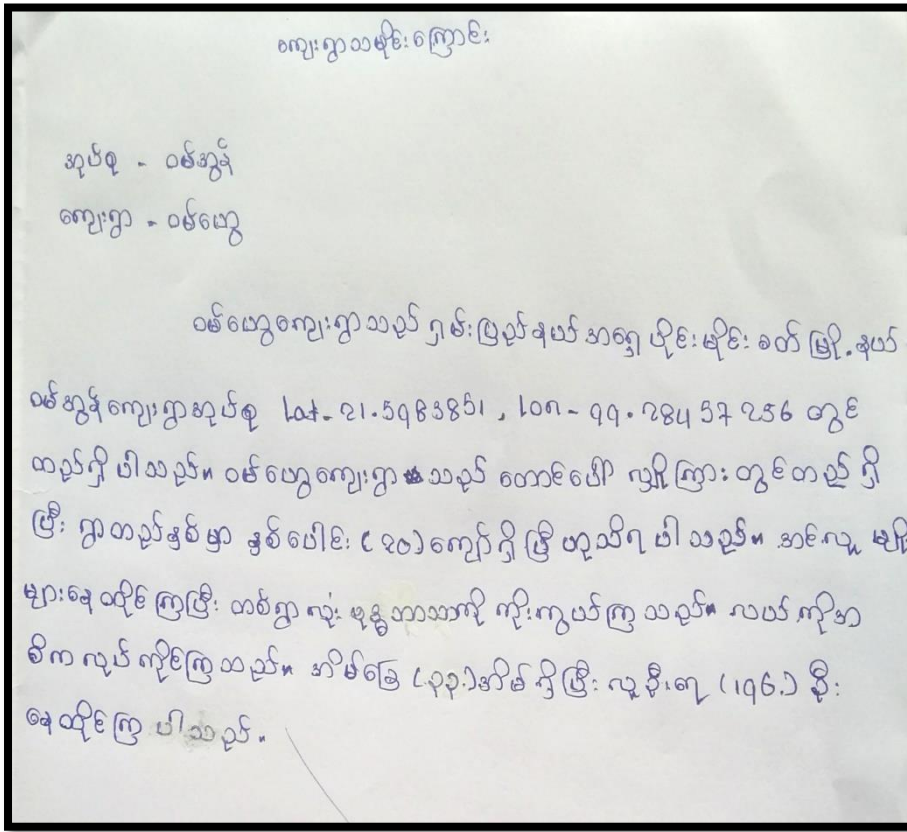 ကျေးရွာသမိုင်းကြောင်း
အုပ်စု - ဝမ်အွန်
ကျေးရွာ - ဝမ်ဟွေ
ဝမ်ဟွေကျေးရွာသည် ရှမ်းပြည်နယ် အရှေ့ပိုင်း မိုင်းခတ်မြို့နယ်
ဝမ်အွန်ကျေးရွာအုပ်စု lat-21.5983851, lon-99.28457256 တွင်
တည်ရှိပါသည်။ ဝမ်ဟွေကျေးရွာသည် တောင်ပေါ် လျှိုကြားတွင်တည်ရှိ
ပြီး ရွာတည်နှစ်မှာ နှစ်ပေါင်း (၃၀) ကျော်ရှိပြီဟုသိရပါသည်။ အင်လူမျိုး
များနေထိုင်ကြပြီး တစ်ရွာလုံး ဗုဒ္ဓဘာသာကို ကိုးကွယ်ကြသည်။ လယ်ကိုအ
ဓိကလုပ်ကိုင်ကြသည်။ အိမ်ခြေ (၃၃.) အိမ်ရှိပြီး လူဦးရေ (196.) ဦး
နေထိုင်ကြပါသည်။